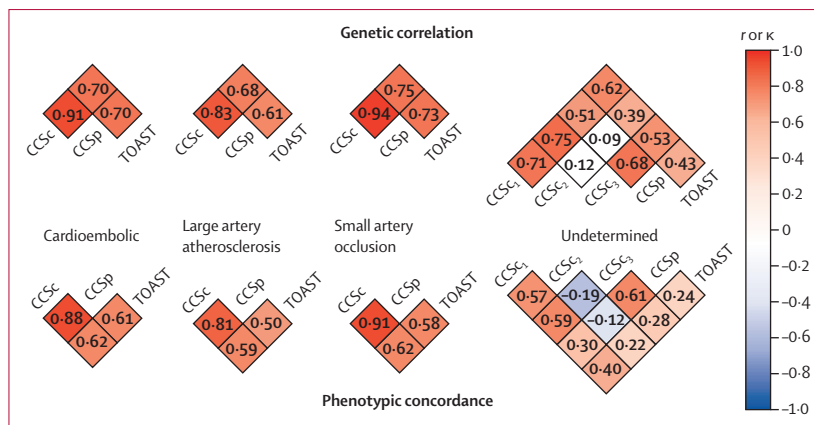 Genetic correlation
r or κ
0·70
0·91
0·70
CCSc
CCSp
TOAST
0·68
0·83
0·61
CCSc
CCSp
TOAST
0·75
0·94
0·73
CCSc
CCSp
TOAST
0·62
0·51
0·39
0·75
0·09
0·53
0·71
0·12
0·68
0·43
CCSc₁
CCSc₂
CCSc₃
CCSp
TOAST
1·0
0·8
0·6
0·4
0·2
0
–0·2
–0·4
–0·6
–0·8
–1·0
Cardioembolic
Large artery
atherosclerosis
Small artery
occlusion
Undetermined
CCSc
CCSp
TOAST
0·88
0·61
0·62
CCSc
CCSp
TOAST
0·81
0·50
0·59
CCSc
CCSp
TOAST
0·91
0·58
0·62
CCSc₁
CCSc₂
CCSc₃
CCSp
TOAST
0·57
–0·19
0·61
0·24
0·59
–0·12
0·28
0·30
0·22
0·40
Phenotypic concordance